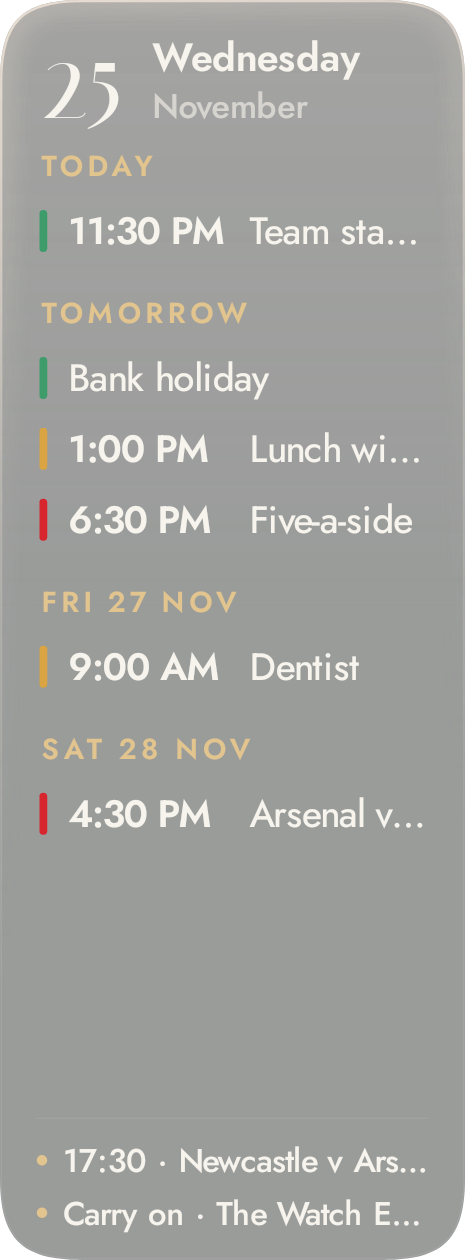 25 Wednesday
November
TODAY
11:30 PM Team sta...
TOMORROW
Bank holiday
1:00 PM Lunch wi...
6:30 PM Five-a-side
FRI 27 NOV
9:00 AM Dentist
SAT 28 NOV
4:30 PM Arsenal v...
17:30 · Newcastle v Ars...
Carry on · The Watch E...